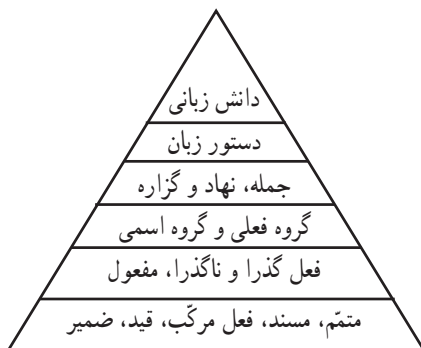 دانش زبانی
دستور زبان
جمله، نهاد و گزاره
گروه فعلی و گروه اسمی
فعل گذرا و ناگذرا، مفعول
متمّم، مسند، فعل مرکّب، قید، ضمیر